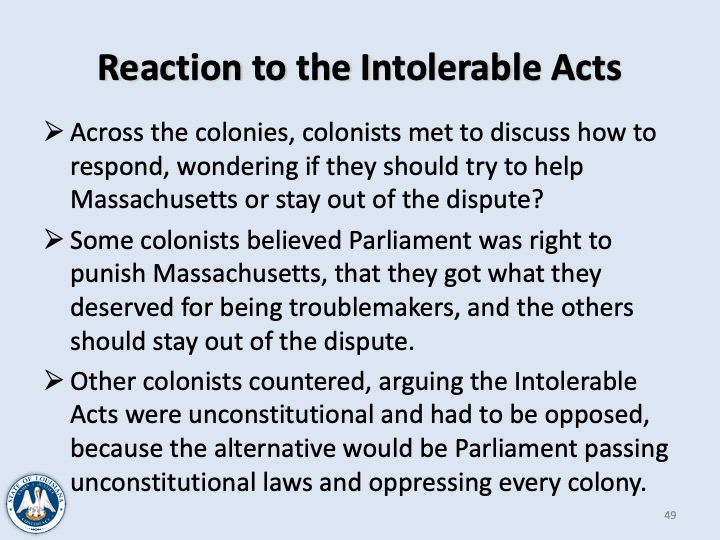 Reaction to the Intolerable Acts
➢ Across the colonies, colonists met to discuss how to
respond, wondering if they should try to help
Massachusetts or stay out of the dispute?
➢ Some colonists believed Parliament was right to
punish Massachusetts, that they got what they
deserved for being troublemakers, and the others
should stay out of the dispute.
➢ Other colonists countered, arguing the Intolerable
Acts were unconstitutional and had to be opposed,
because the alternative would be Parliament passing
unconstitutional laws and oppressing every colony.
STATE OF LOUISIANA
CONFIDENCE
49